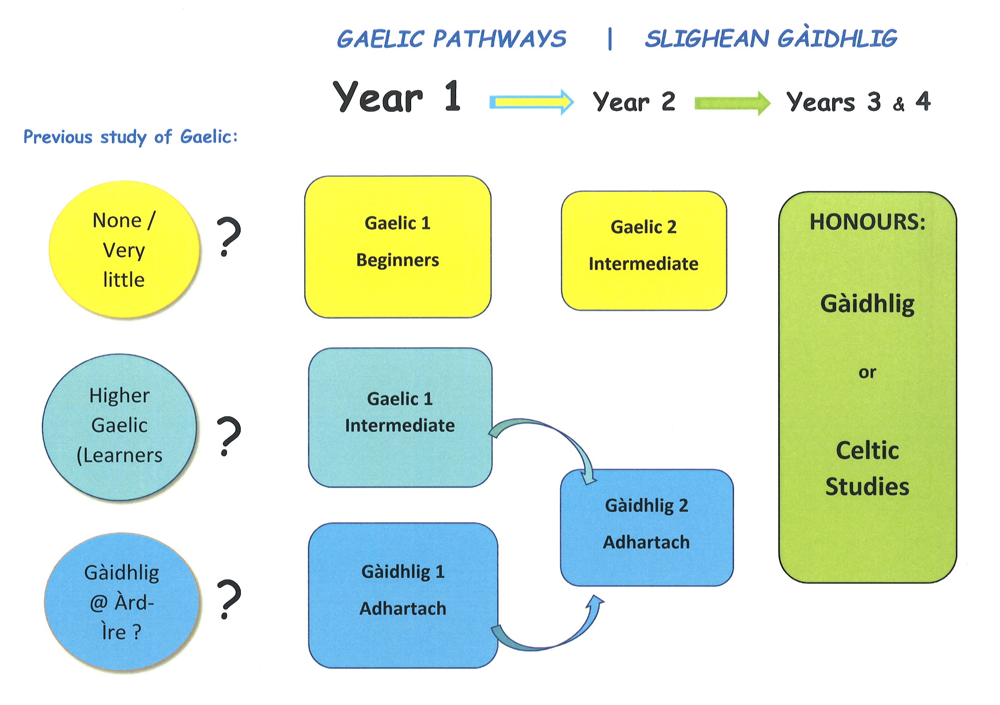 GAELIC PATHWAYS | SLIGHEAN GÀIDHLIG
Year 1 Year 2 Years 3 & 4
Previous study of Gaelic:
None /
Very
little
?
Gaelic 1
Beginners
Gaelic 2
Intermediate
Higher
Gaelic
(Learners
?
Gaelic 1
Intermediate
Gàidhlig
@ Àrd-
Ìre ?
?
Gàidhlig 1
Adhartach
Gàidhlig 2
Adhartach
HONOURS:
Gàidhlig
or
Celtic
Studies